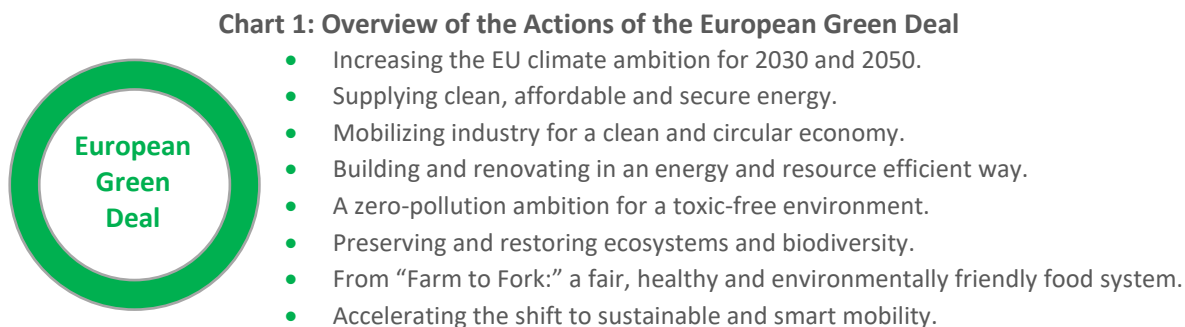 Chart 1: Overview of the Actions of the European Green Deal
European
Green
Deal
• Increasing the EU climate ambition for 2030 and 2050.
• Supplying clean, affordable and secure energy.
• Mobilizing industry for a clean and circular economy.
• Building and renovating in an energy and resource efficient way.
• A zero-pollution ambition for a toxic-free environment.
• Preserving and restoring ecosystems and biodiversity.
• From “Farm to Fork:” a fair, healthy and environmentally friendly food system.
• Accelerating the shift to sustainable and smart mobility.